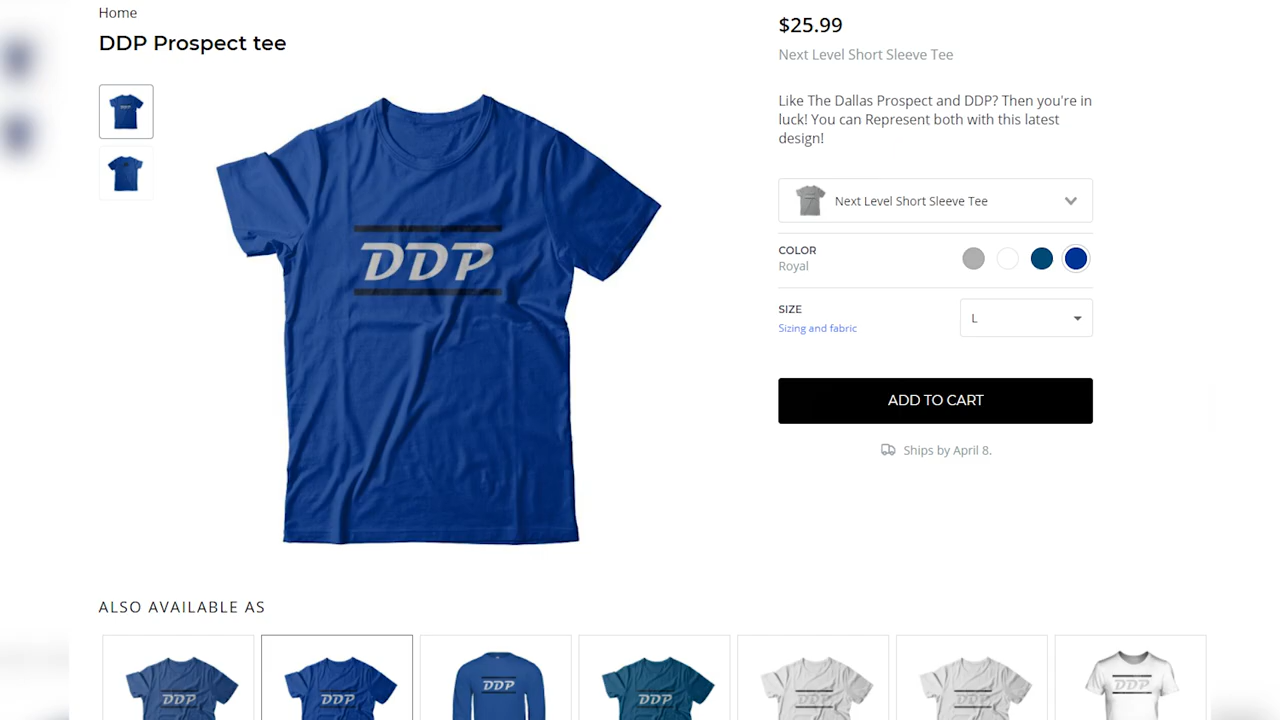 Home
DDP Prospect tee
DDP
$25.99
Next Level Short Sleeve Tee
Like The Dallas Prospect and DDP? Then you're in
luck! You can Represent both with this latest
design!
Next Level Short Sleeve Tee
COLOR
Royal
SIZE
Sizing and fabric
L
ADD TO CART
Ships by April 8.
ALSO AVAILABLE AS
DDP
DDP
DDP
DDP
DDP
DDP
DDP